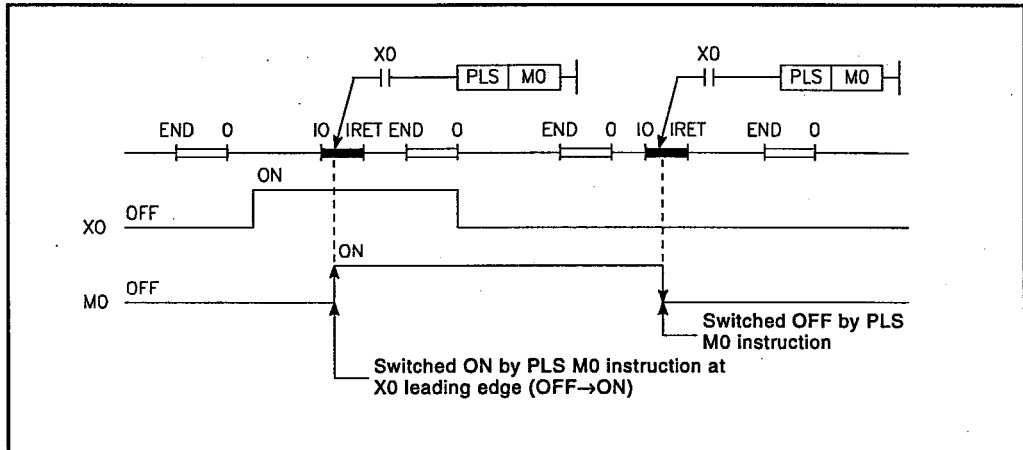 X0 X0
PLS M0 PLS M0
END 0 I0 IRET END 0 END 0 I0 IRET END 0
ON
X0 OFF
ON
M0 OFF
Switched OFF by PLS
M0 instruction
Switched ON by PLS M0 instruction at
X0 leading edge (OFF→ON)